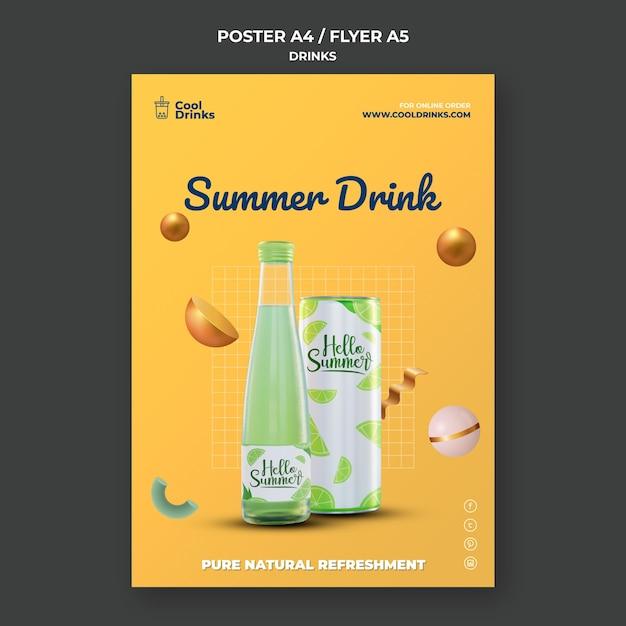 POSTER A4 / FLYER A5
DRINKS
Cool
Drinks
FOR ONLINE ORDER
WWW.COOLDRINKS.COM
Summer Drink
Hello
Summer
Hello
Summer
PURE NATURAL REFRESHMENT